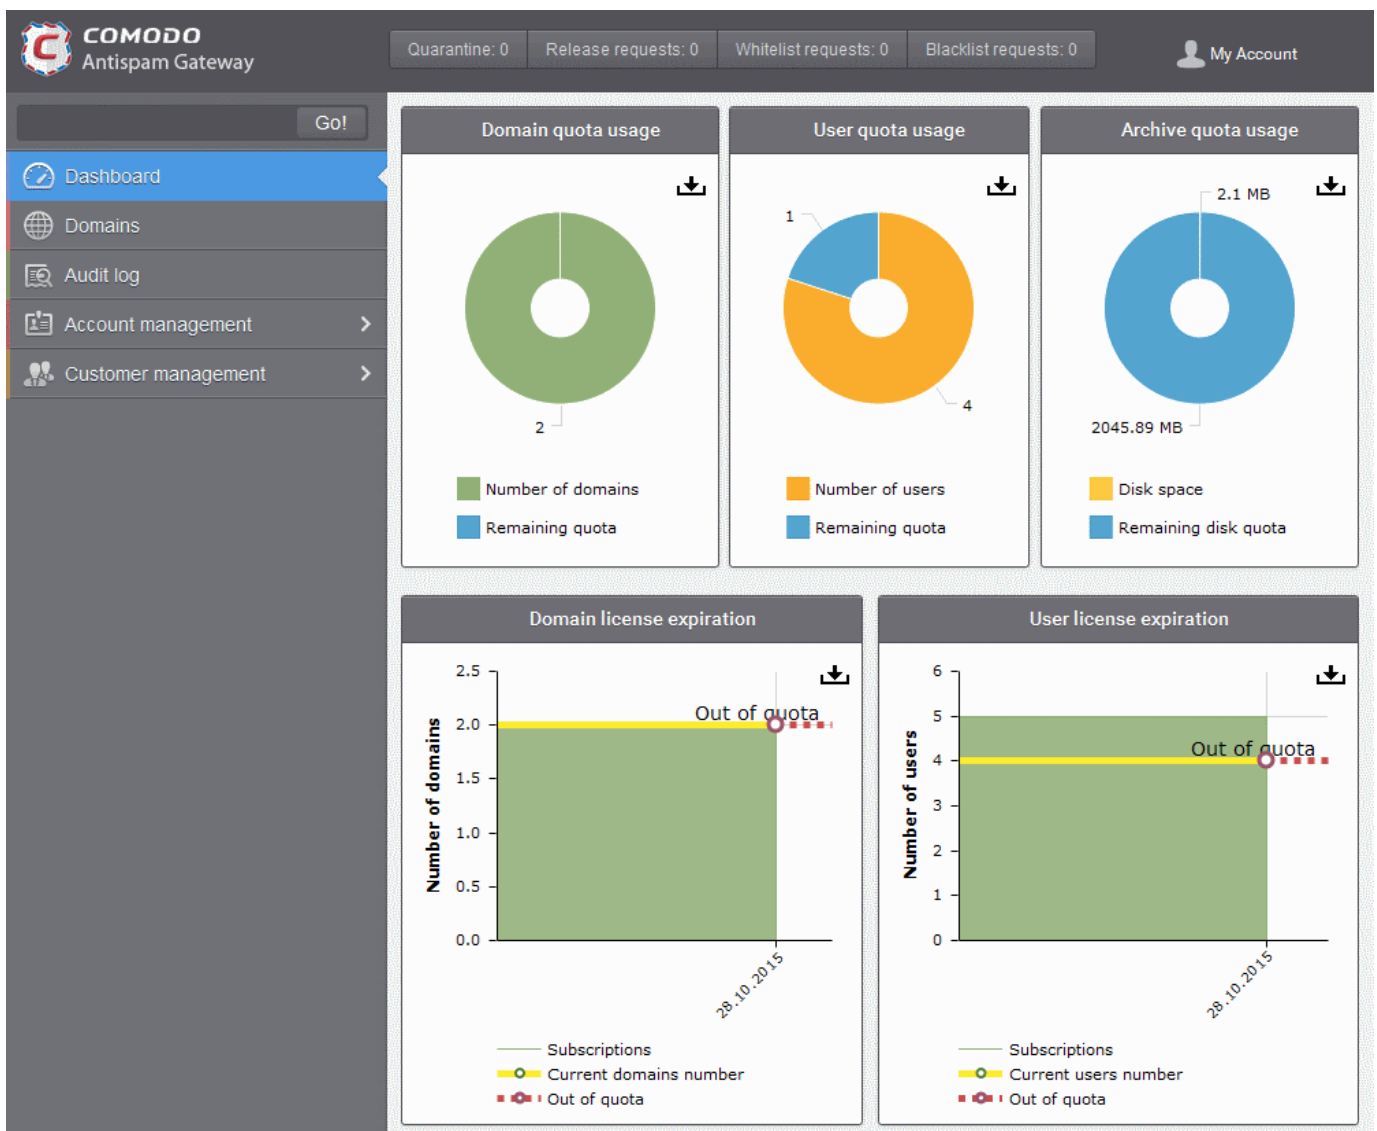 COMODO
Antispam Gateway
Quarantine: 0
Release requests: 0
Whitelist requests: 0
Blacklist requests: 0
My Account
Go!
Dashboard
Domains
Audit log
Account management
Customer management
Domain quota usage
2
Number of domains
Remaining quota
User quota usage
1
4
Number of users
Remaining quota
Archive quota usage
2.1 MB
2045.89 MB
Disk space
Remaining disk quota
Domain license expiration
Number of domains
2.5
2.0
1.5
1.0
0.5
0.0
Out of quota
28.10.2015
Subscriptions
Current domains number
Out of quota
User license expiration
Number of users
6
5
4
3
2
1
0
Out of quota
28.10.2015
Subscriptions
Current users number
Out of quota